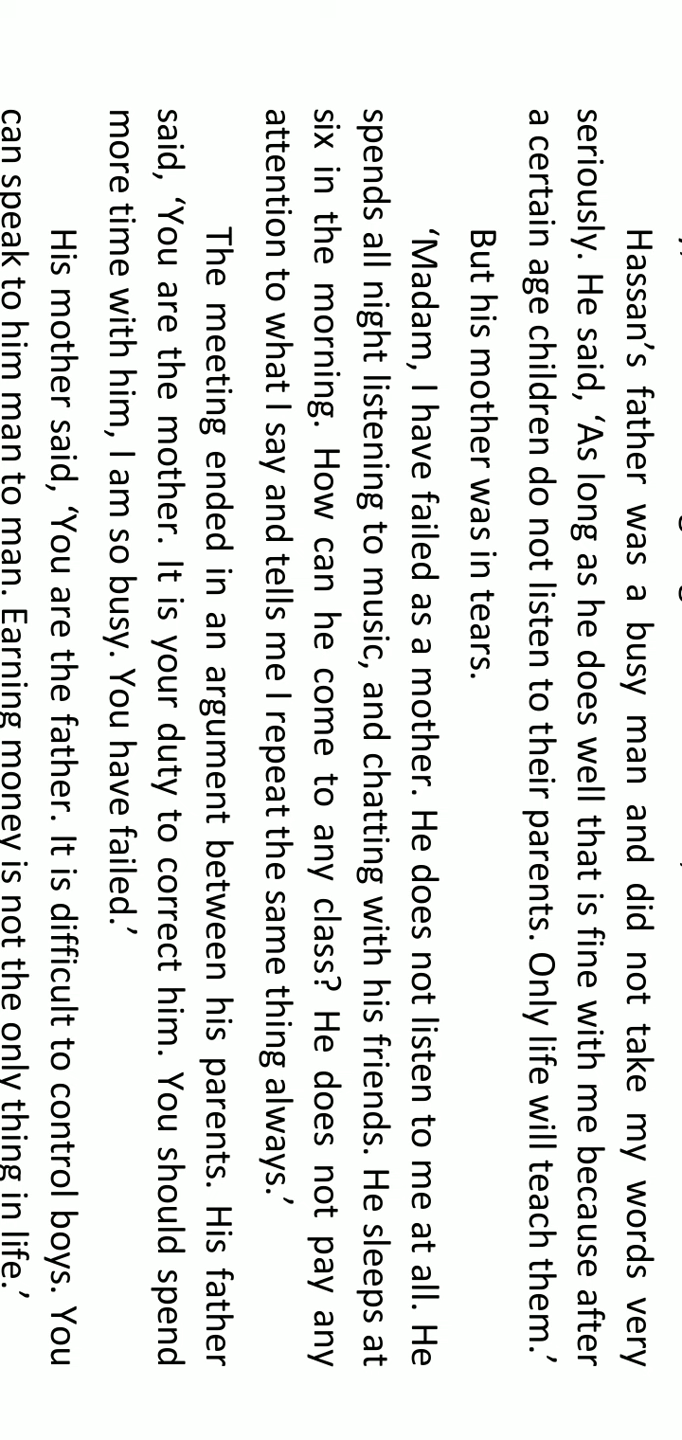 Hassan’s father was a busy man and did not take my words very
seriously. He said, ‘As long as he does well that is fine with me because after
a certain age children do not listen to their parents. Only life will teach them.’
But his mother was in tears.
‘Madam, I have failed as a mother. He does not listen to me at all. He
spends all night listening to music, and chatting with his friends. He sleeps at
six in the morning. How can he come to any class? He does not pay any
attention to what I say and tells me I repeat the same thing always.’
The meeting ended in an argument between his parents. His father
said, ‘You are the mother. It is your duty to correct him. You should spend
more time with him, I am so busy. You have failed.’
His mother said, ‘You are the father. It is difficult to control boys. You
can speak to him man to man. Earning money is not the only thing in life.’